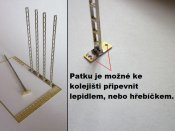 Patku je možné ke
kolejišti připevnit
lepidlem, nebo hřebíčkem.